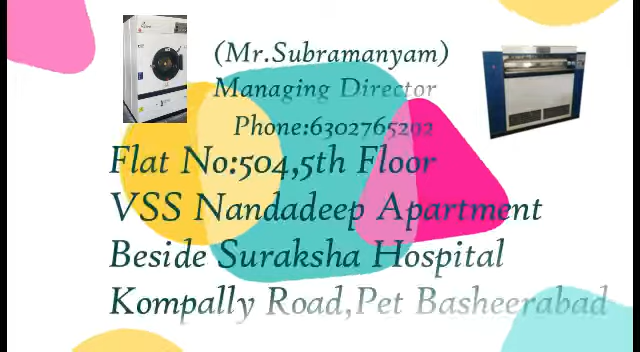 (Mr.Subramanyam)
Managing Director
Phone:6302765202
Flat No:504,5th Floor
VSS Nandadeep Apartment
Beside Suraksha Hospital
Kompally Road,Pet Basheerabad